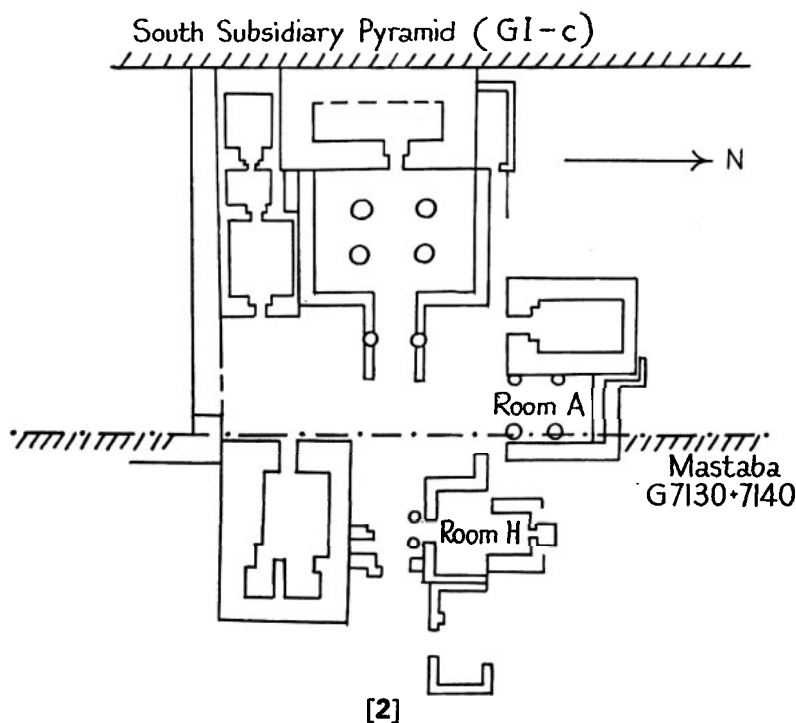 South Subsidiary Pyramid (GI-c)
N
Room A
Mastaba
G7130+7140
Room H
[2]